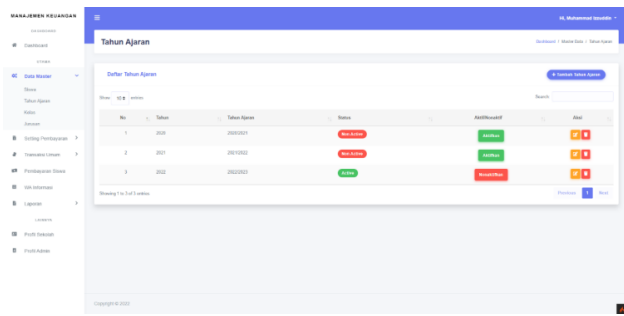 MANAJEMEN KEUANGAN
Hi, Muhammad
DASHBOARD
Dashboard
Tahun Ajaran
Dashboard / Master Data / Tahun Ajaran
Data Master
Siswa
Tahun Ajaran
Kelas
Jurusan
Setting Pembayaran
Transaksi Umum
Pembayaran Siswa
WA Informasi
Laporan
LAINNYA
Profil Sekolah
Profil Admin
Daftar Tahun Ajaran
+ Tambah Tahun Ajaran
Show 10 entries
Search:
No Tahun Tahun Ajaran Status Aktif/Nonaktif Aksi
1 2020 2020/2021 Non Active Aktifkan
2 2021 2021/2022 Non Active Aktifkan
3 2022 2022/2023 Active Nonaktifkan
Showing 1 to 3 of 3 entries
Previous 1 Next
Copyright © 2022